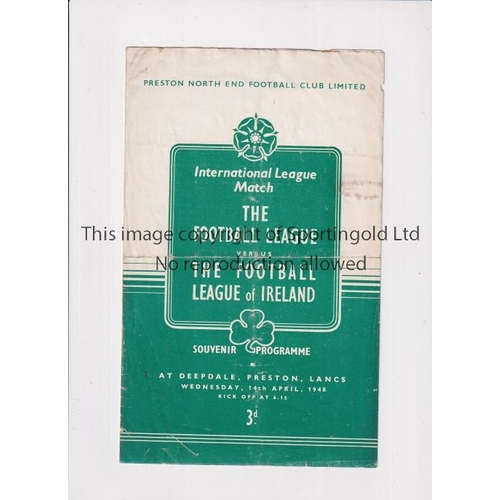 PRESTON NORTH END FOOTBALL CLUB LIMITED
International League
Match
THE
FOOTBALL LEAGUE
This image copyright of sportingold Ltd
VERSUS
No reproduction allowed
THE FOOTBALL
LEAGUE of IRELAND
SOUVENIR PROGRAMME
AT DEEPDALE, PRESTON, LANCS
WEDNESDAY, 14th APRIL, 1948
KICK OFF AT 6-15
3d.